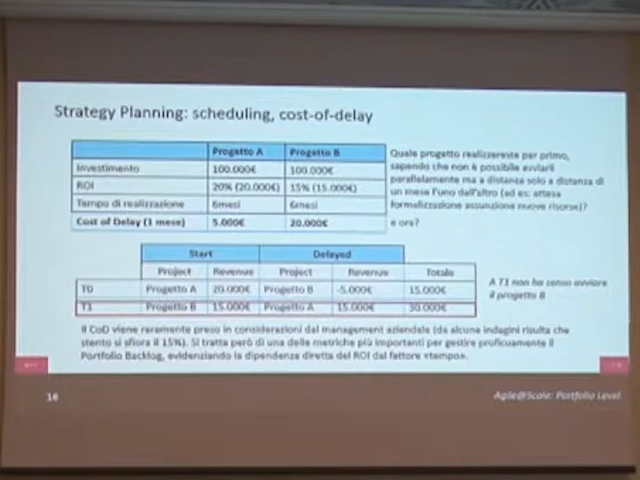 Strategy Planning: scheduling, cost-of-delay
Progetto A Progetto B
Investimento 100.000€ 100.000€
ROI 20% (20.000€) 15% (15.000€)
Tempo di realizzazione 6mesi 6mesi
Cost of Delay (1 mese) 5.000€ 20.000€
Quale progetto realizzereste per primo,
sapendo che non è possibile avviarli
parallelamente ma a distanza solo a distanza di
un mese l'uno dall'altro (ad es: attesa
formalizzazione assunzione nuove risorse)?
e ora?
Start Delayed
Project Revenue Project Revenue Totale
T0 Progetto A 20.000€ Progetto B -5.000€ 15.000€
T1 Progetto B 15.000€ Progetto A 15.000€ 30.000€
A T1 non ha senso avviare
il progetto B
Il CoD viene raramente preso in considerazioni dal management aziendale (da alcune indagini risulta che
stento si sfiora il 15%). Si tratta però di una delle metriche più importanti per gestire proficuamente il
Portfolio Backlog, evidenziando la dipendenza diretta del ROI dal fattore «tempo».
16
Agile@Scale: Portfolio Level